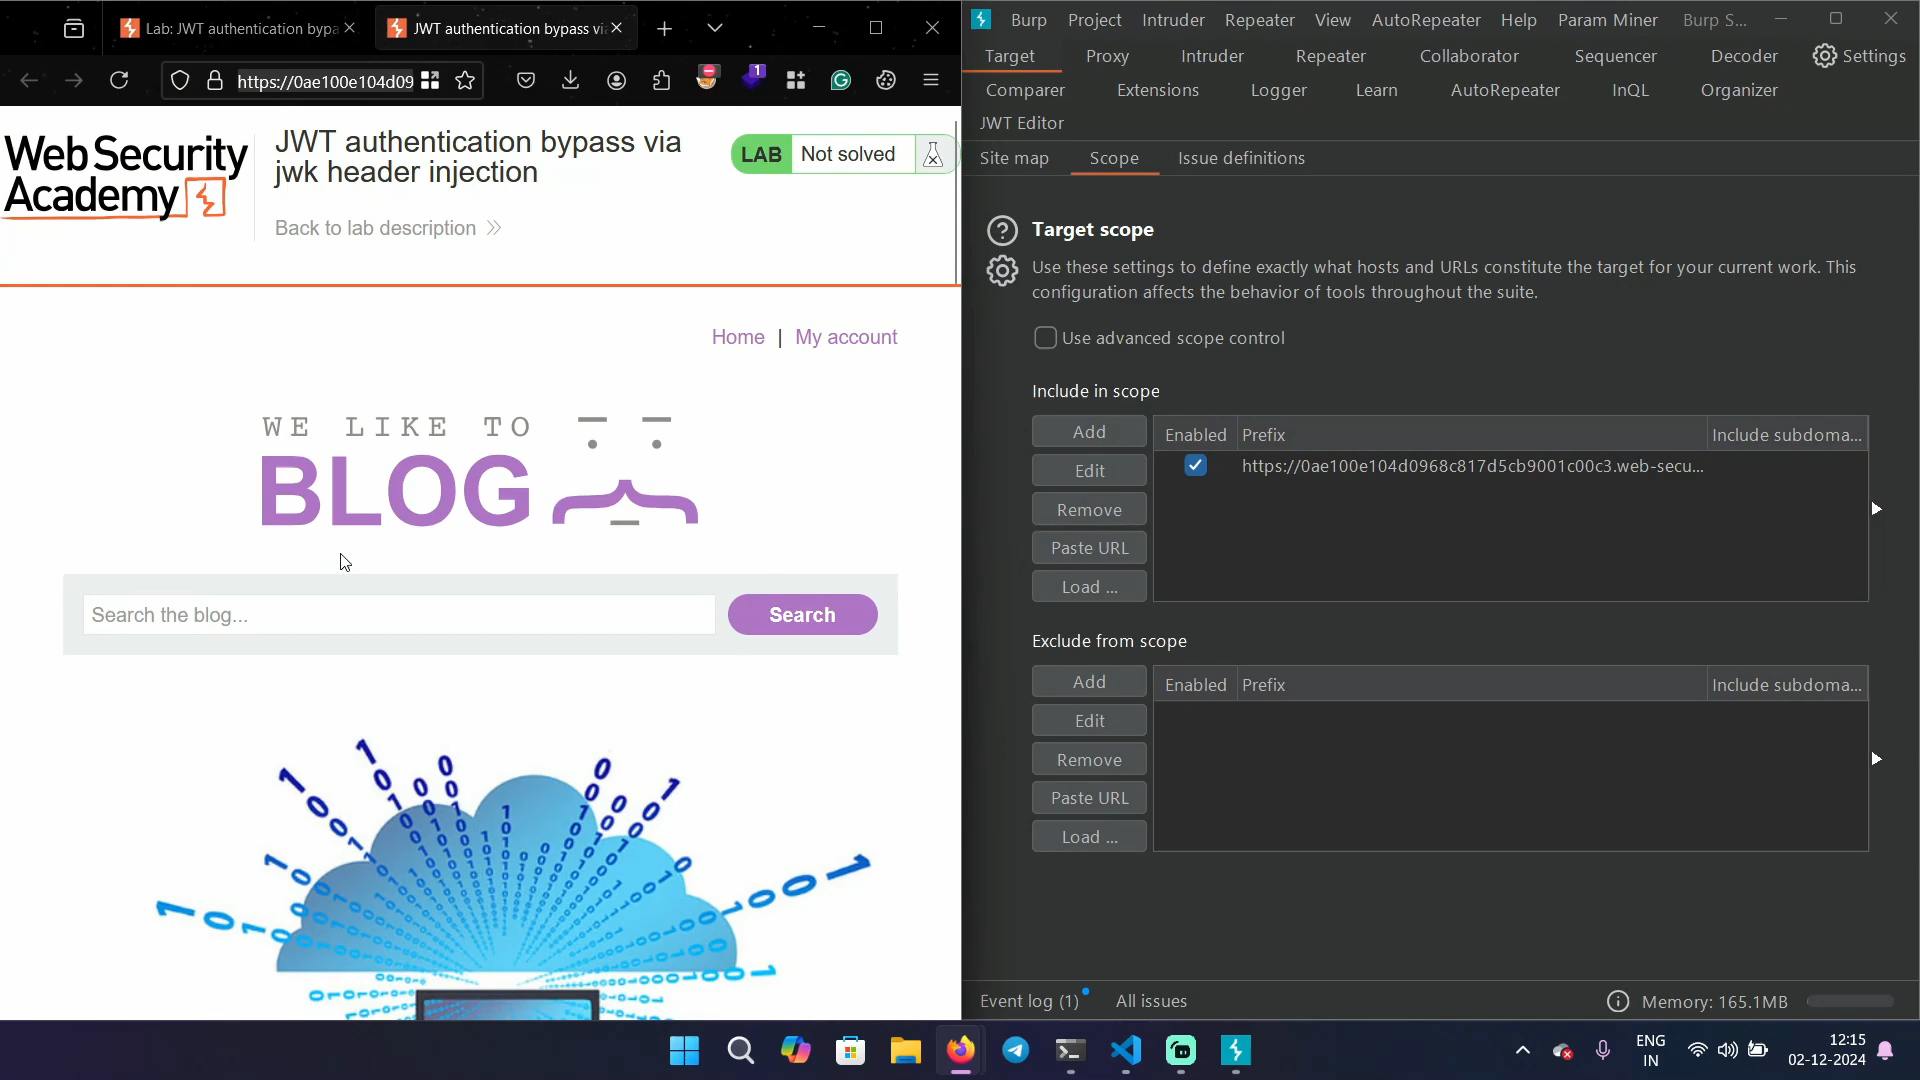 Lab: JWT authentication bypa
JWT authentication bypass vi
https://0ae100e104d09
1
Web Security
Academy
JWT authentication bypass via
jwk header injection
LAB Not solved
Back to lab description
Home | My account
WE LIKE TO
BLOG
Search the blog...
Search
Burp Project Intruder Repeater View AutoRepeater Help Param Miner Burp S...
Target Proxy Intruder Repeater Collaborator Sequencer Decoder Settings
Comparer Extensions Logger Learn AutoRepeater InQL Organizer
JWT Editor
Site map Scope Issue definitions
Target scope
Use these settings to define exactly what hosts and URLs constitute the target for your current work. This
configuration affects the behavior of tools throughout the suite.
Use advanced scope control
Include in scope
Add
Edit
Remove
Paste URL
Load ...
Enabled Prefix Include subdoma...
https://0ae100e104d0968c817d5cb9001c00c3.web-secu...
Exclude from scope
Add
Edit
Remove
Paste URL
Load ...
Enabled Prefix Include subdoma...
Event log (1) All issues
Memory: 165.1MB
ENG
IN
12:15
02-12-2024